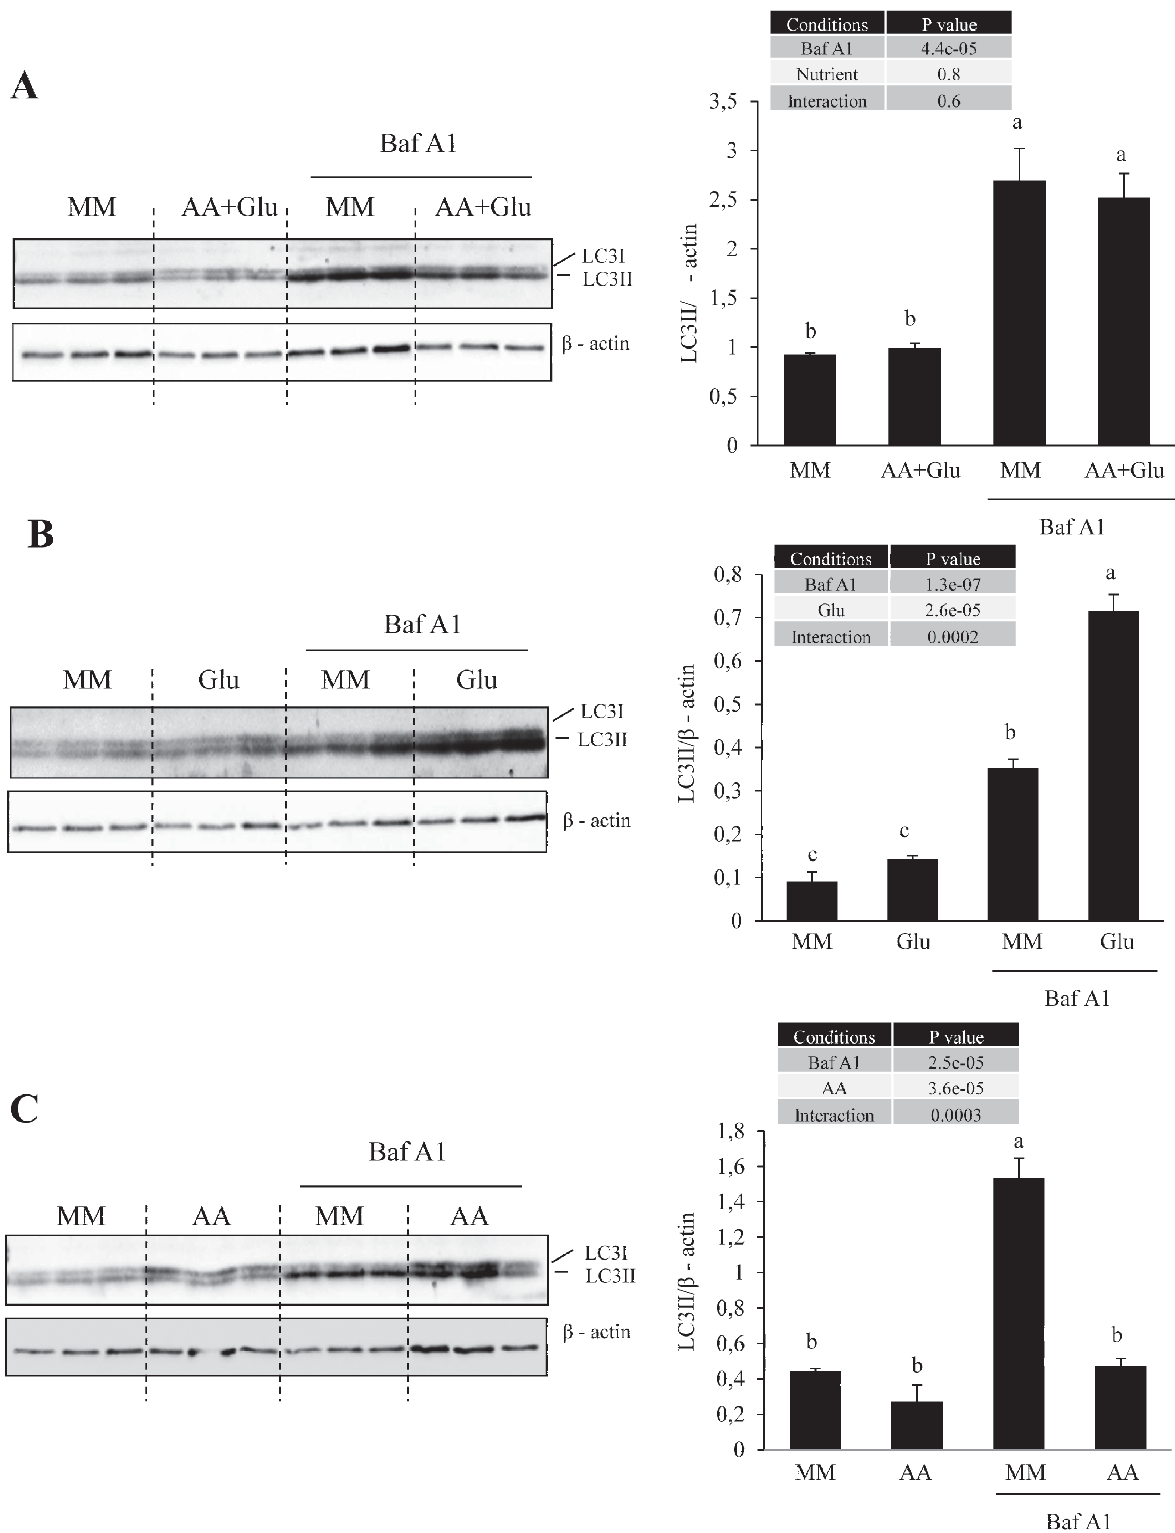 A
Baf A1
MM AA+Glu MM AA+Glu
LC3I
LC3II
β - actin
Conditions P value
Baf A1 4.4e-05
Nutrient 0.8
Interaction 0.6
3,5
3
2,5
2
1,5
1
0,5
0
LC3II/ - actin
b
b
a
a
MM AA+Glu MM AA+Glu
Baf A1
B
Baf A1
MM Glu MM Glu
LC3I
LC3II
β - actin
Conditions P value
Baf A1 1.3e-07
Glu 2.6e-05
Interaction 0.0002
0,8
0,7
0,6
0,5
0,4
0,3
0,2
0,1
0
LC3II/β - actin
c
c
b
a
MM Glu MM Glu
Baf A1
C
Baf A1
MM AA MM AA
LC3I
LC3II
β - actin
Conditions P value
Baf A1 2.5e-05
AA 3.6e-05
Interaction 0.0003
1,8
1,6
1,4
1,2
1
0,8
0,6
0,4
0,2
0
LC3II/β - actin
b
b
a
b
MM AA MM AA
Baf A1